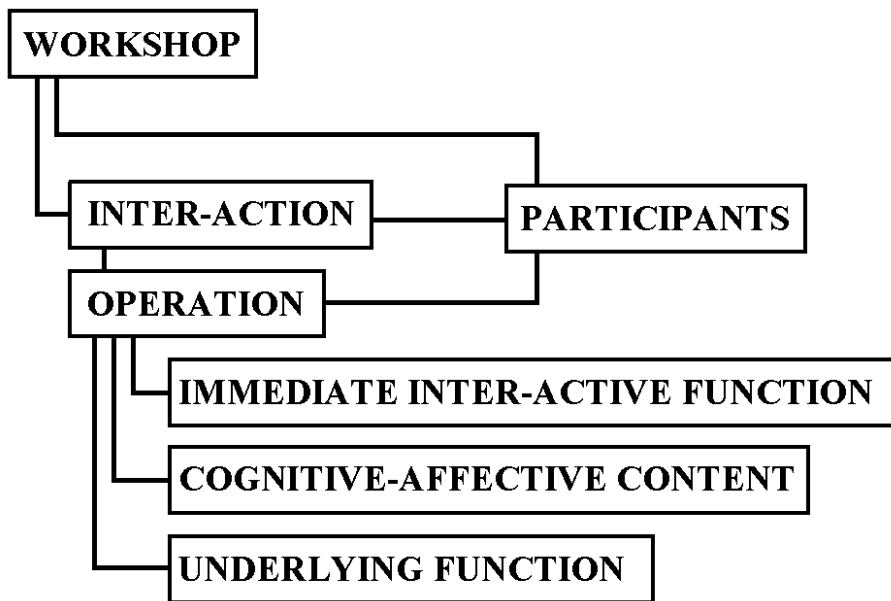 WORKSHOP
INTER-ACTION
PARTICIPANTS
OPERATION
IMMEDIATE INTER-ACTIVE FUNCTION
COGNITIVE-AFFECTIVE CONTENT
UNDERLYING FUNCTION